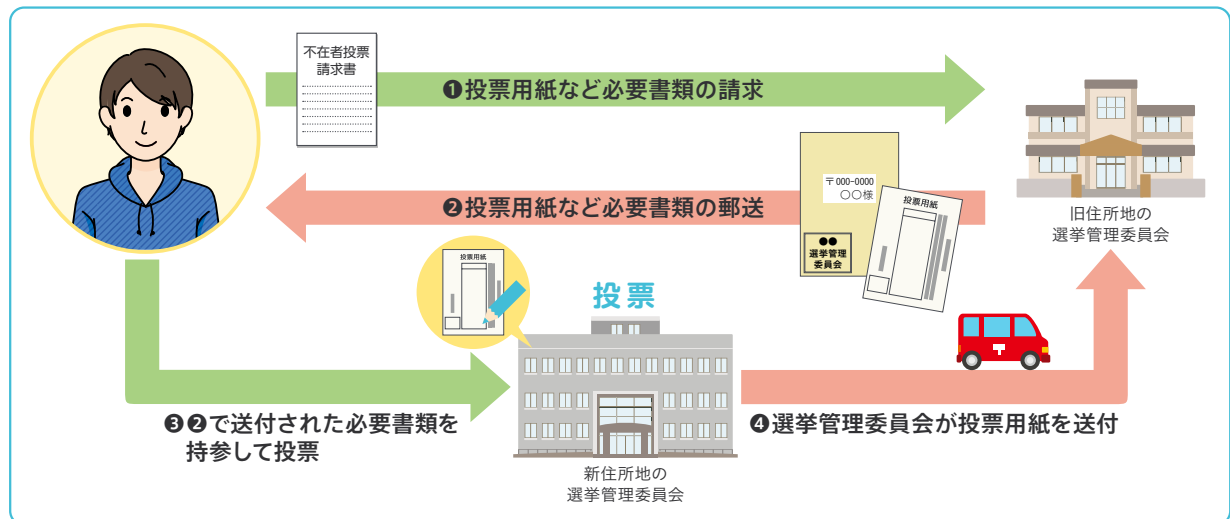 不在者投票
請求書
❶投票用紙など必要書類の請求
〒000-0000
〇〇様
投票用紙
●●
選挙管理
委員会
旧住所地の
選挙管理委員会
❷投票用紙など必要書類の郵送
投票用紙
投票
〒
❸❷で送付された必要書類を
持参して投票
新住所地の
選挙管理委員会
❹選挙管理委員会が投票用紙を送付